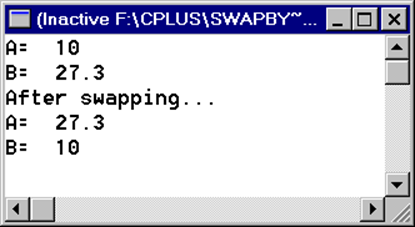 (Inactive F:\CPLUS\SWAPBY~...
A=  10
B=  27.3
After swapping...
A=  27.3
B=  10